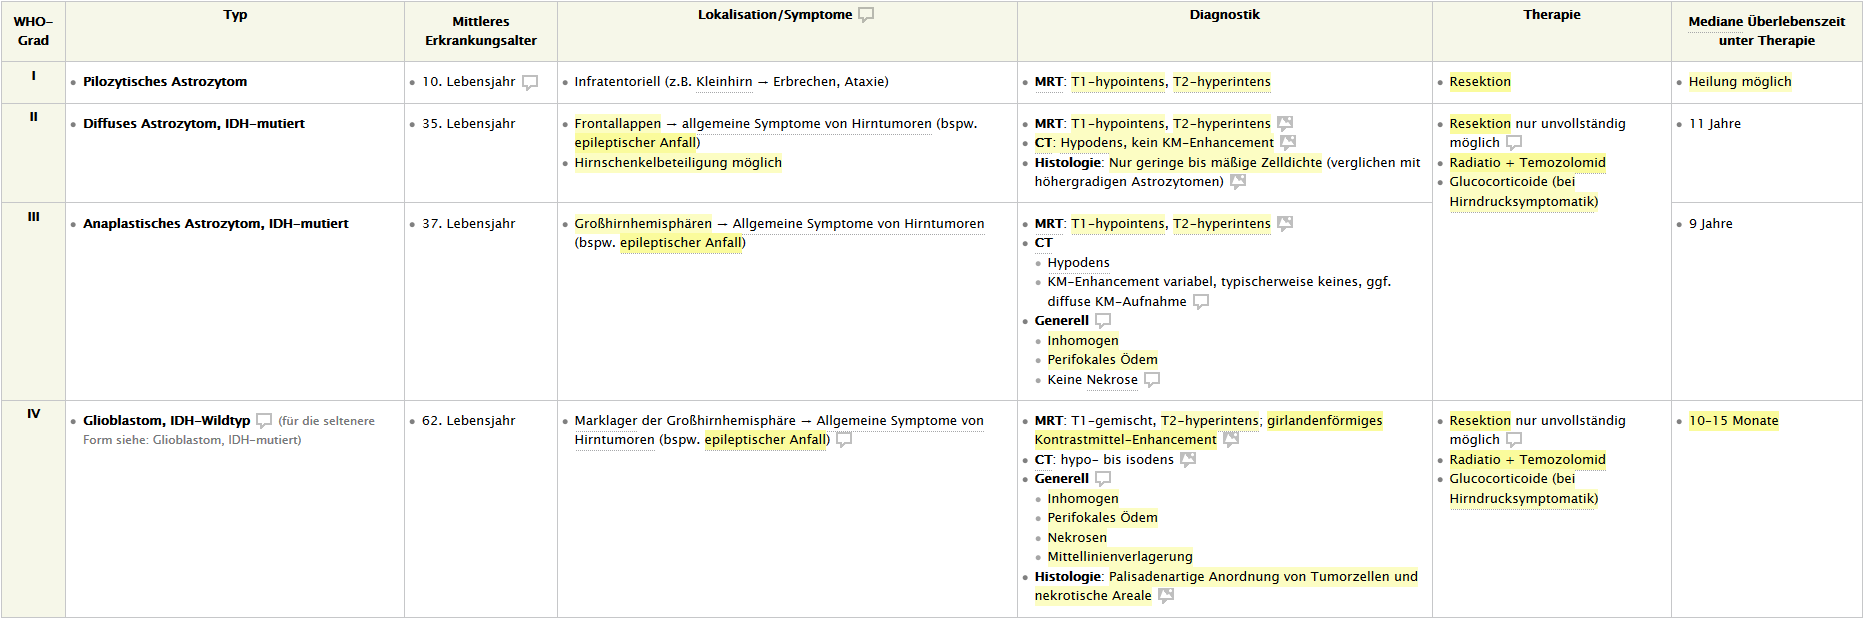 WHO-
Grad
Typ
Mittleres
Erkrankungsalter
Lokalisation/Symptome
Diagnostik
Therapie
Mediane Überlebenszeit
unter Therapie
I
Pilozytisches Astrozytom
10. Lebensjahr
Infratentoriell (z.B. Kleinhirn → Erbrechen, Ataxie)
MRT: T1-hypointens, T2-hyperintens
Resektion
Heilung möglich
II
Diffuses Astrozytom, IDH-mutiert
35. Lebensjahr
Frontallappen → allgemeine Symptome von Hirntumoren (bspw.
epileptischer Anfall)
Hirnschenkelbeteiligung möglich
MRT: T1-hypointens, T2-hyperintens
CT: Hypodens, kein KM-Enhancement
Histologie: Nur geringe bis mäßige Zelldichte (verglichen mit
höhergradigen Astrozytomen)
Resektion nur unvollständig
möglich
Radiatio + Temozolomid
Glucocorticoide (bei
Hirndrucksymptomatik)
11 Jahre
III
Anaplastisches Astrozytom, IDH-mutiert
37. Lebensjahr
Großhirnhemisphären → Allgemeine Symptome von Hirntumoren
(bspw. epileptischer Anfall)
MRT: T1-hypointens, T2-hyperintens
CT
Hypodens
KM-Enhancement variabel, typischerweise keines, ggf.
diffuse KM-Aufnahme
Generell
Inhomogen
Perifokales Ödem
Keine Nekrose
9 Jahre
IV
Glioblastom, IDH-Wildtyp (für die seltenere
Form siehe: Glioblastom, IDH-mutiert)
62. Lebensjahr
Marklager der Großhirnhemisphäre → Allgemeine Symptome von
Hirntumoren (bspw. epileptischer Anfall)
MRT: T1-gemischt, T2-hyperintens; girlandenförmiges
Kontrastmittel-Enhancement
CT: hypo- bis isodens
Generell
Inhomogen
Perifokales Ödem
Nekrosen
Mittellinienverlagerung
Histologie: Palisadenartige Anordnung von Tumorzellen und
nekrotische Areale
Resektion nur unvollständig
möglich
Radiatio + Temozolomid
Glucocorticoide (bei
Hirndrucksymptomatik)
10-15 Monate